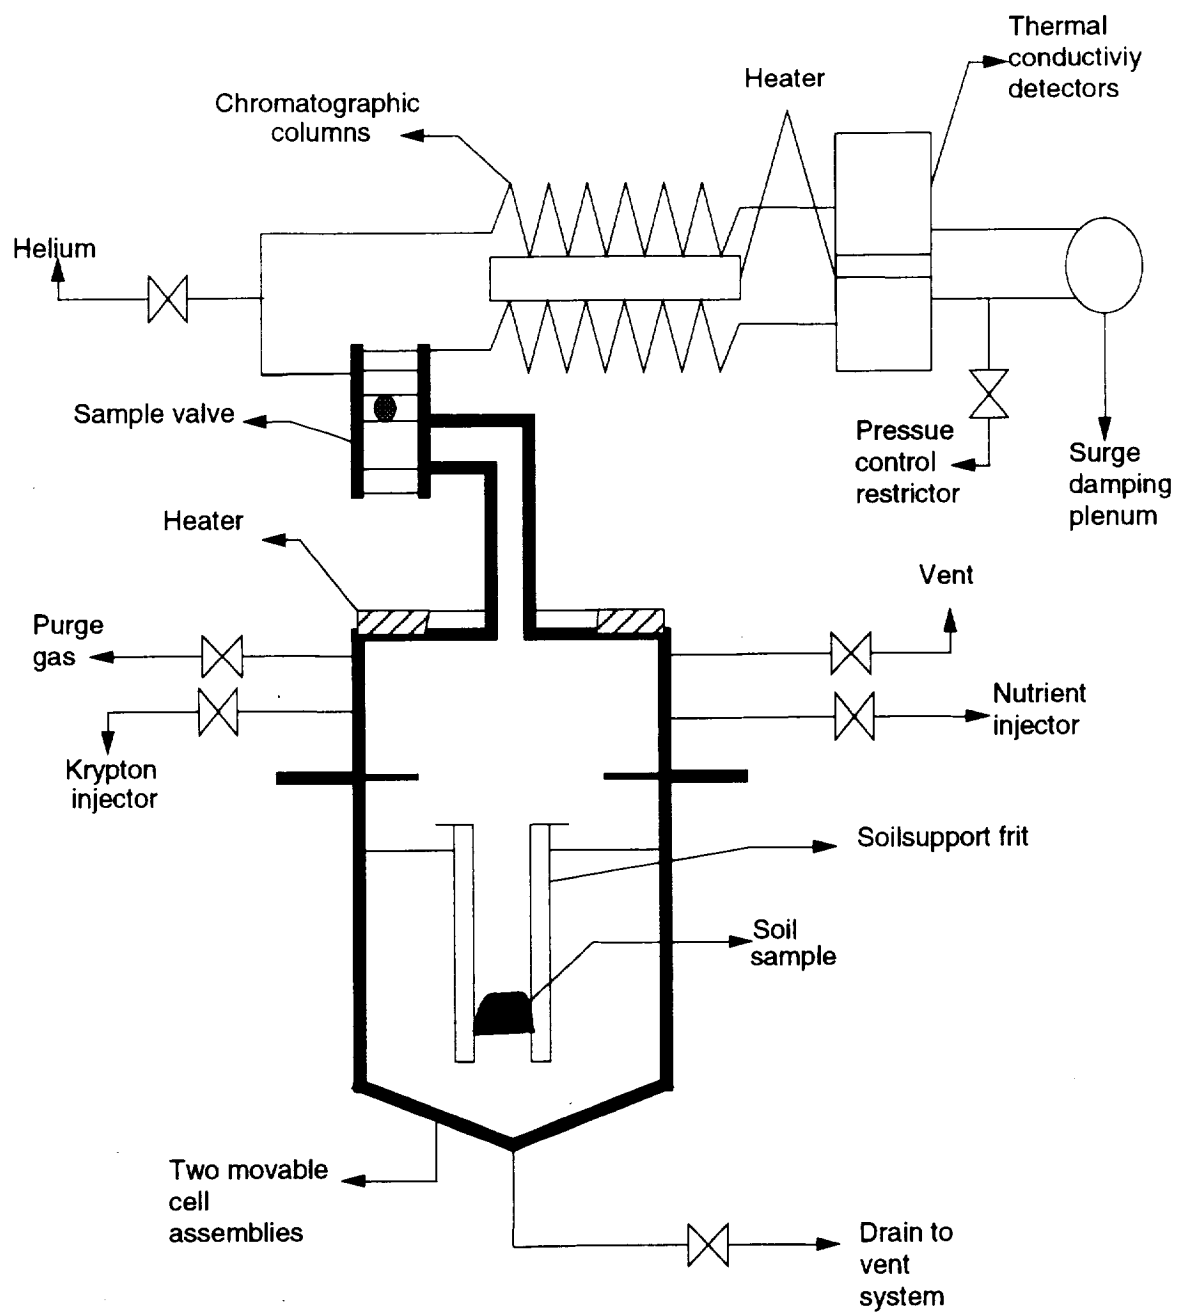 Thermal
conductiviy
detectors
Heater
Chromatographic
columns
Helium
Sample valve
Pressue
control
restrictor
Surge
damping
plenum
Heater
Vent
Purge
gas
Nutrient
injector
Krypton
injector
Soilsupport frit
Soil
sample
Two movable
cell
assemblies
Drain to
vent
system